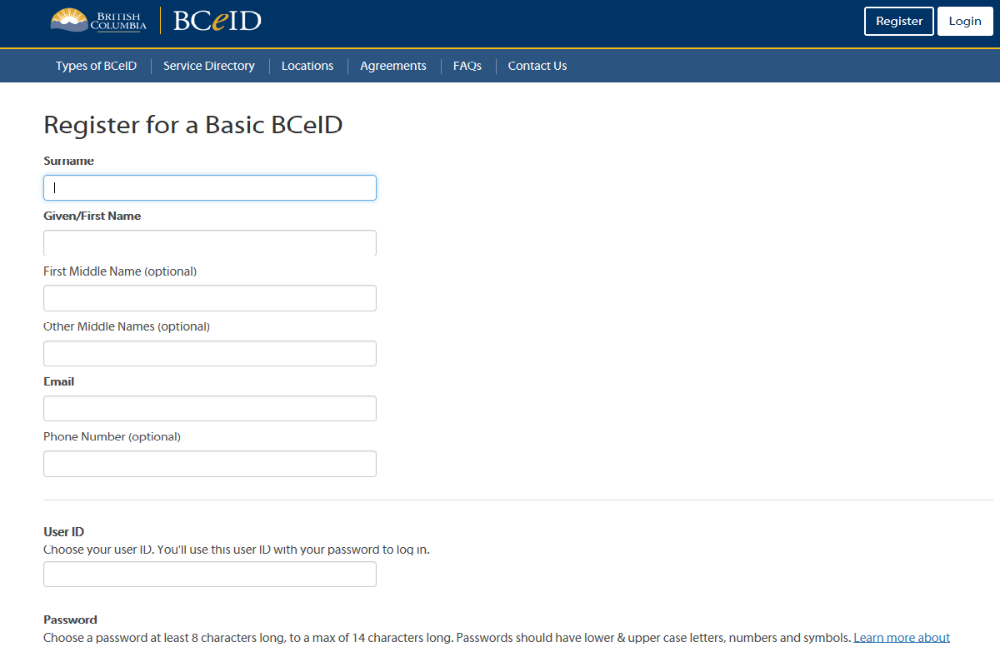 BRITISH
COLUMBIA
BCeID
Register
Login
Types of BCeID
Service Directory
Locations
Agreements
FAQs
Contact Us
Register for a Basic BCeID
Surname
Given/First Name
First Middle Name (optional)
Other Middle Names (optional)
Email
Phone Number (optional)
User ID
Choose your user ID. You'll use this user ID with your password to log in.
Password
Choose a password at least 8 characters long, to a max of 14 characters long. Passwords should have lower & upper case letters, numbers and symbols. Learn more about